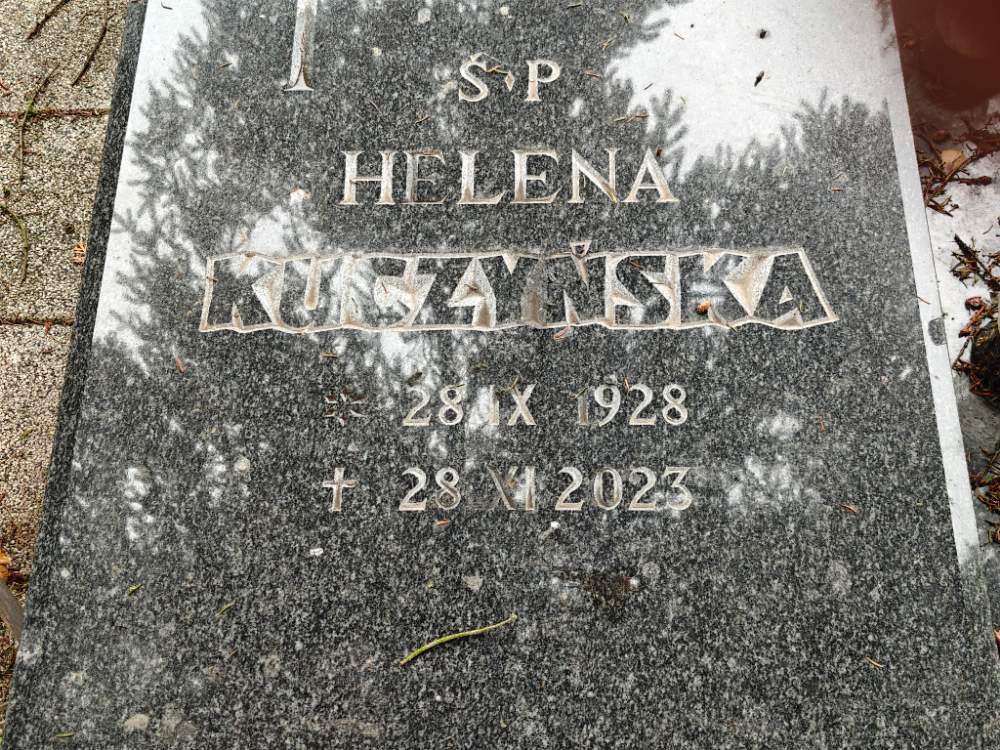 Ś P
HELENA
KUCZYŃSKA
28 IX 1928
28 XI 2023